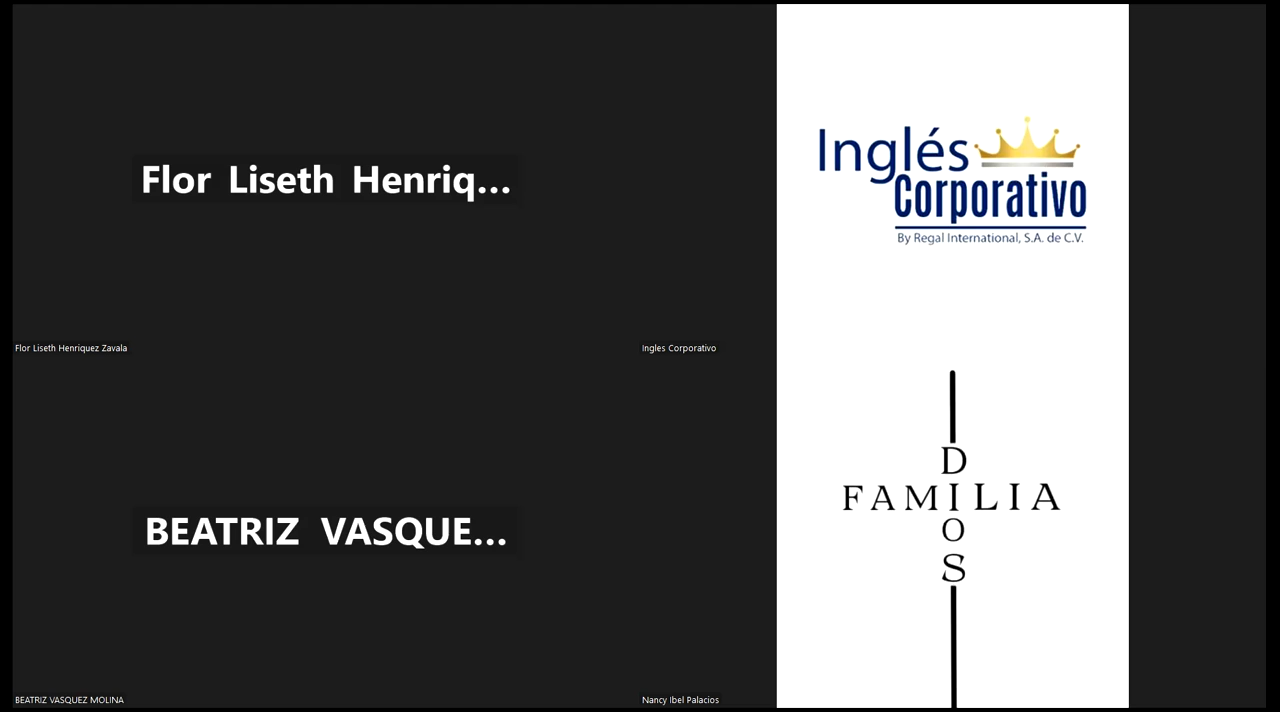 Flor Liseth Henriq...
Flor Liseth Henriquez Zavala
Inglés
Corporativo
By Regal International, S.A. de C.V.
Ingles Corporativo
BEATRIZ VASQUE...
BEATRIZ VASQUEZ MOLINA
D
FAMILIA
O
S
Nancy Ibel Palacios